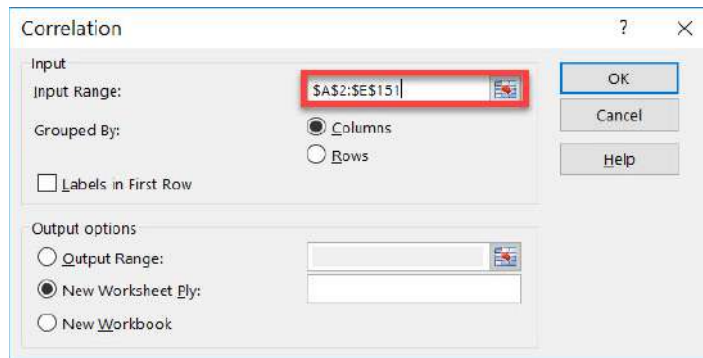 Correlation
?
Input
Input Range:
$A$2:$E$151
OK
Grouped By:
Columns
Cancel
Rows
Help
Labels in First Row
Output options
Output Range:
New Worksheet Ply:
New Workbook